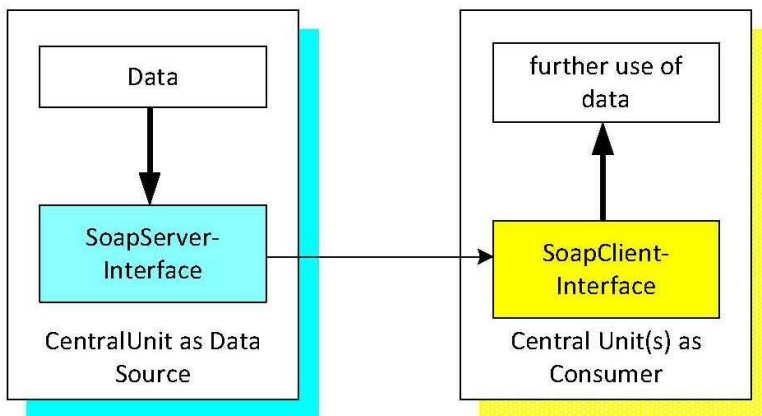 Data
SoapServer-
Interface
CentralUnit as Data
Source
further use of
data
SoapClient-
Interface
Central Unit(s) as
Consumer